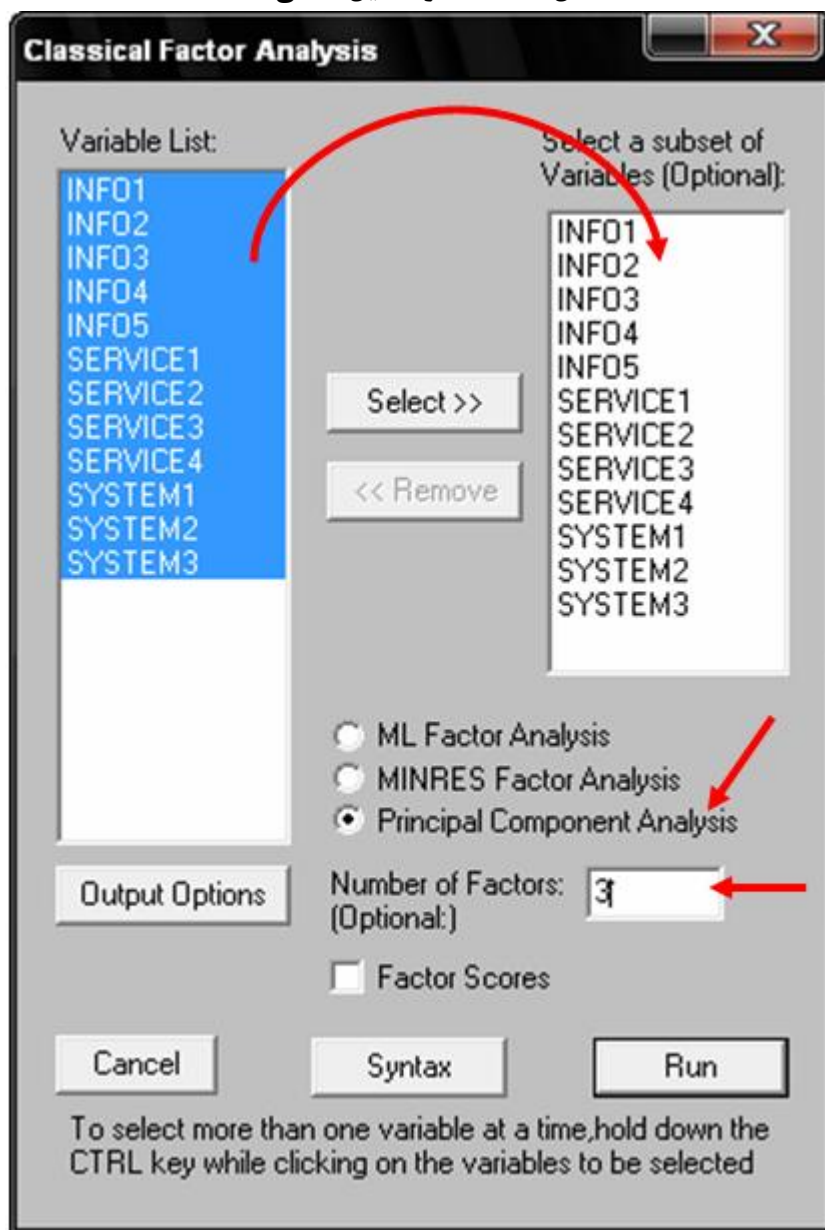 Classical Factor Analysis
Variable List:
INFO1
INFO2
INFO3
INFO4
INFO5
SERVICE1
SERVICE2
SERVICE3
SERVICE4
SYSTEM1
SYSTEM2
SYSTEM3
Select a subset of
Variables (Optional):
INFO1
INFO2
INFO3
INFO4
INFO5
SERVICE1
SERVICE2
SERVICE3
SERVICE4
SYSTEM1
SYSTEM2
SYSTEM3
Select >>
<< Remove
ML Factor Analysis
MINRES Factor Analysis
Principal Component Analysis
Output Options
Number of Factors:
(Optional:)
3
Factor Scores
Cancel
Syntax
Run
To select more than one variable at a time,hold down the
CTRL key while clicking on the variables to be selected